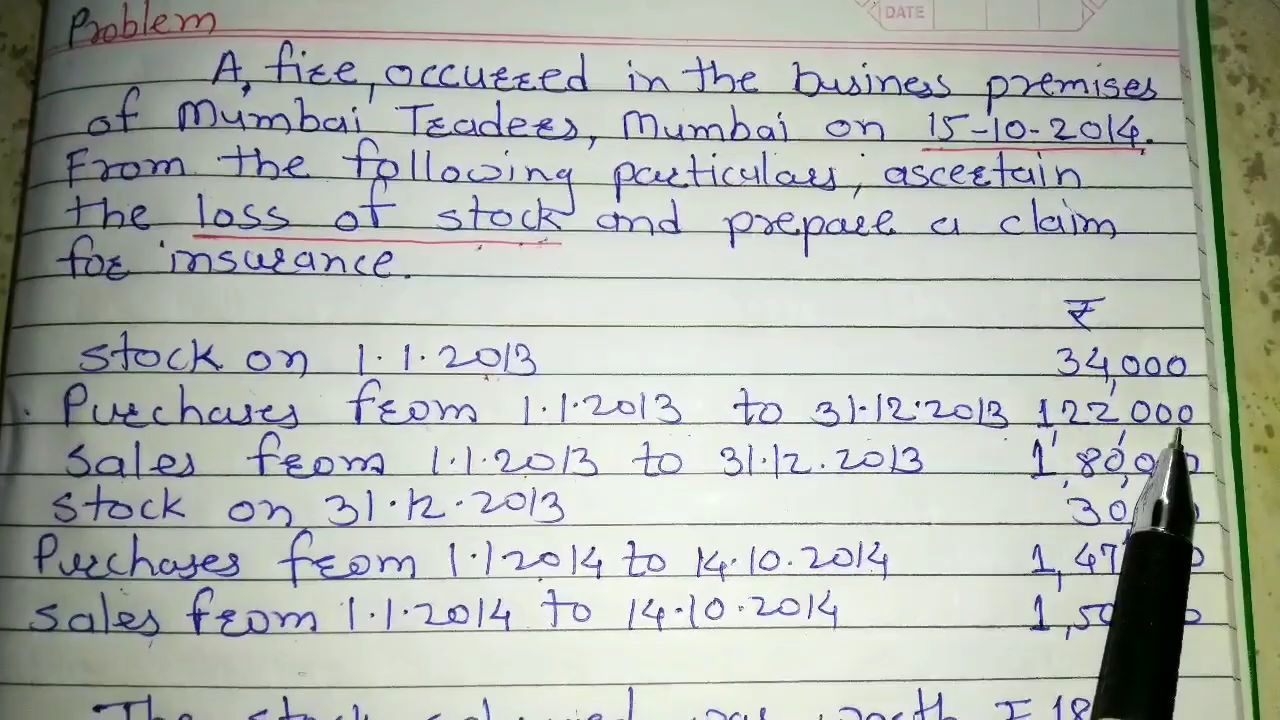 DATE
Problem
A fire occurred in the business premises
of Mumbai Traders, Mumbai on 15-10-2014.
From the following particulars, ascertain
the loss of stock and prepare a claim
for insurance.
₹
stock on 1.1.2013 34,000
Purchases from 1.1.2013 to 31.12.2013 1,22,000
Sales from 1.1.2013 to 31.12.2013
stock on 31.12.2013
Purchases from 1.1.2014 to 14.10.2014
Sales from 1.1.2014 to 14.10.2014
The stock was worth ₹